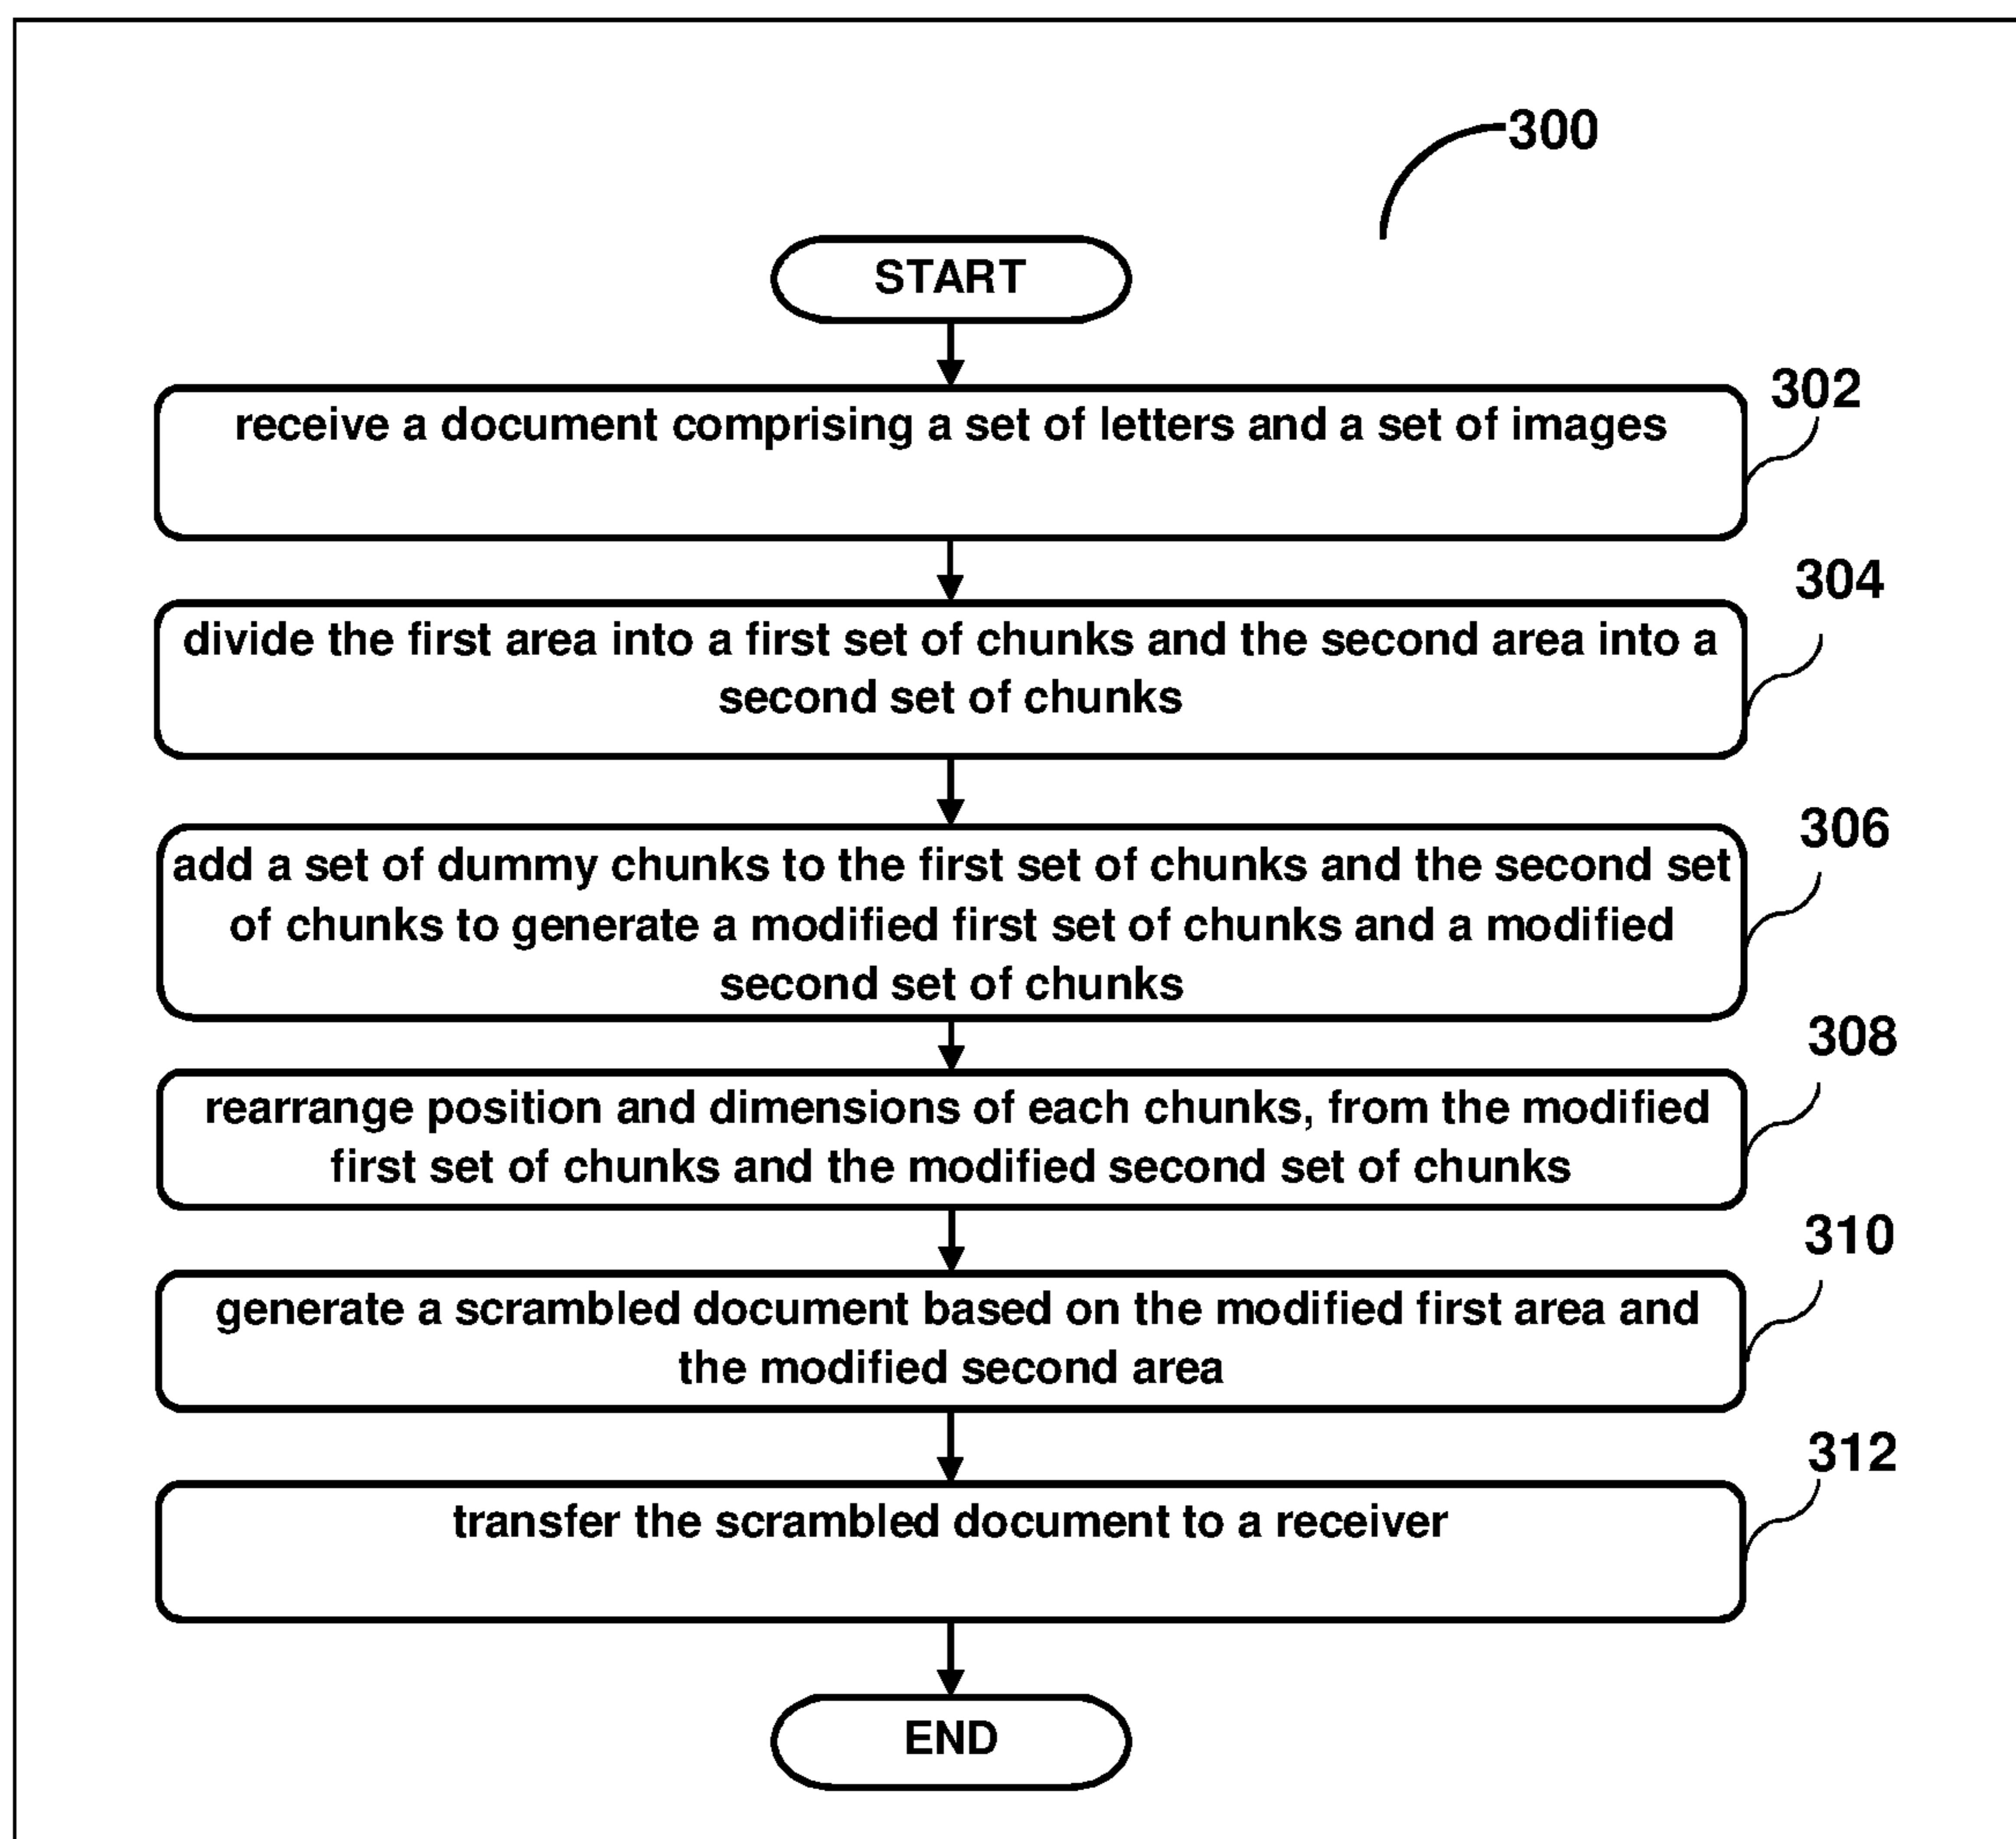 300
START
302
receive a document comprising a set of letters and a set of images
304
divide the first area into a first set of chunks and the second area into a
second set of chunks
306
add a set of dummy chunks to the first set of chunks and the second set
of chunks to generate a modified first set of chunks and a modified
second set of chunks
308
rearrange position and dimensions of each chunks, from the modified
first set of chunks and the modified second set of chunks
310
generate a scrambled document based on the modified first area and
the modified second area
312
transfer the scrambled document to a receiver
END